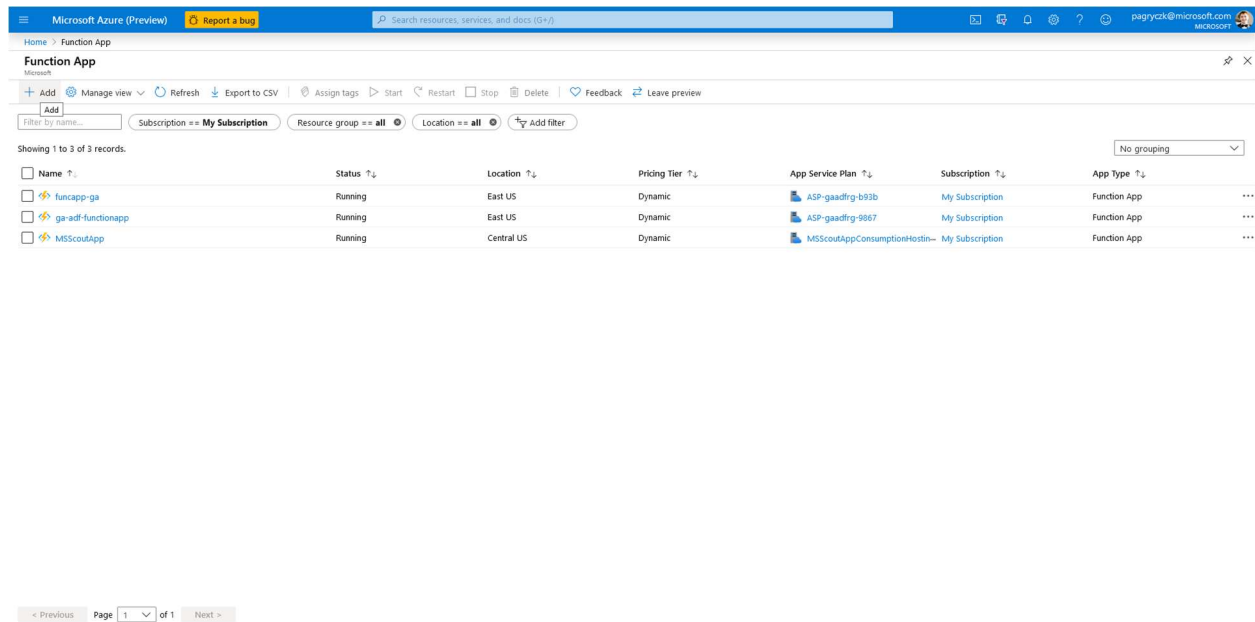 Microsoft Azure (Preview) Report a bug Search resources, services, and docs (G+/) pagryczk@microsoft.com
MICROSOFT
Home > Function App
Function App
Microsoft
Add Manage view Refresh Export to CSV Assign tags Start Restart Stop Delete Feedback Leave preview
Add
Filter by name... Subscription == My Subscription Resource group == all Location == all Add filter
Showing 1 to 3 of 3 records. No grouping
Name Status Location Pricing Tier App Service Plan Subscription App Type
funcapp-ga Running East US Dynamic ASP-gaadfrg-b93b My Subscription Function App
ga-adf-functionapp Running East US Dynamic ASP-gaadfrg-9867 My Subscription Function App
MSScoutApp Running Central US Dynamic MSScoutAppConsumptionHostin... My Subscription Function App
< Previous Page 1 of 1 Next >